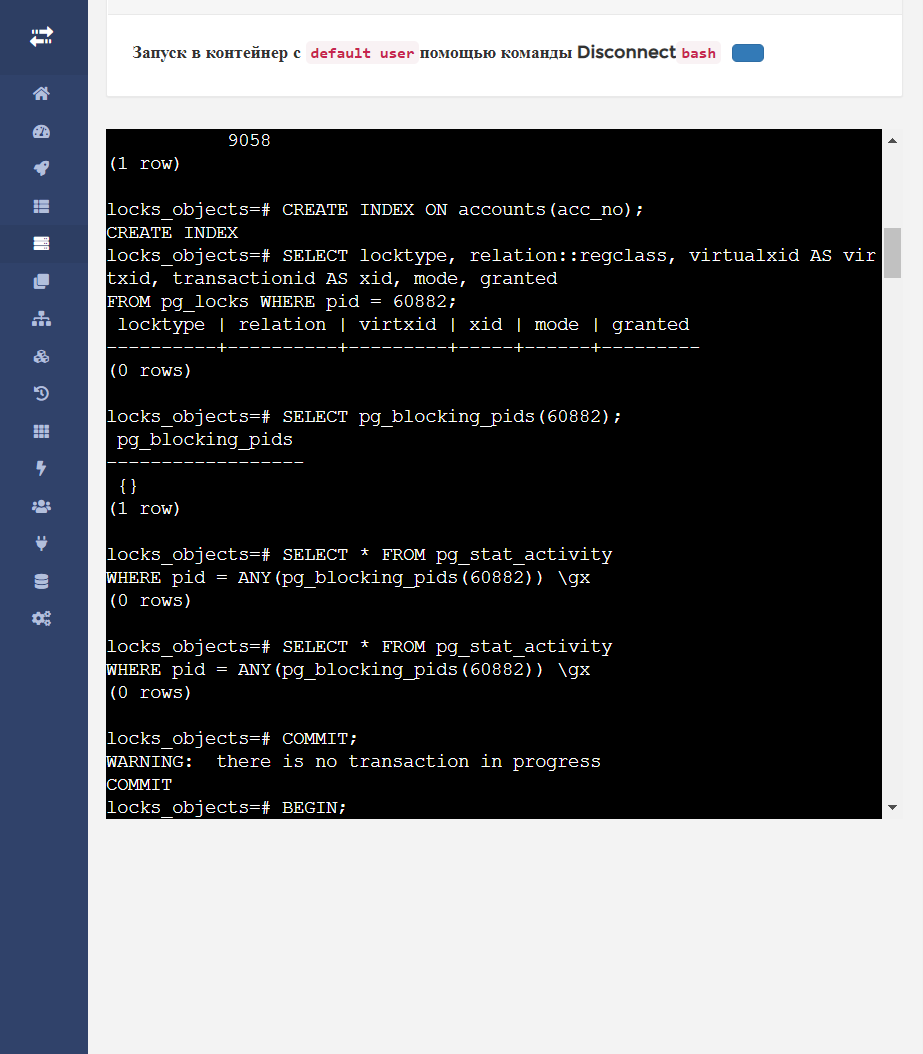 Запуск в контейнер с default user помощью команды Disconnect bash
9058
(1 row)
locks_objects=# CREATE INDEX ON accounts(acc_no);
CREATE INDEX
locks_objects=# SELECT locktype, relation::regclass, virtualxid AS vir
txid, transactionid AS xid, mode, granted
FROM pg_locks WHERE pid = 60882;
 locktype | relation | virtxid | xid | mode | granted
----------+----------+---------+-----+------+---------
(0 rows)
locks_objects=# SELECT pg_blocking_pids(60882);
 pg_blocking_pids
------------------
 {}
(1 row)
locks_objects=# SELECT * FROM pg_stat_activity
WHERE pid = ANY(pg_blocking_pids(60882)) \gx
(0 rows)
locks_objects=# SELECT * FROM pg_stat_activity
WHERE pid = ANY(pg_blocking_pids(60882)) \gx
(0 rows)
locks_objects=# COMMIT;
WARNING:  there is no transaction in progress
COMMIT
locks_objects=# BEGIN;